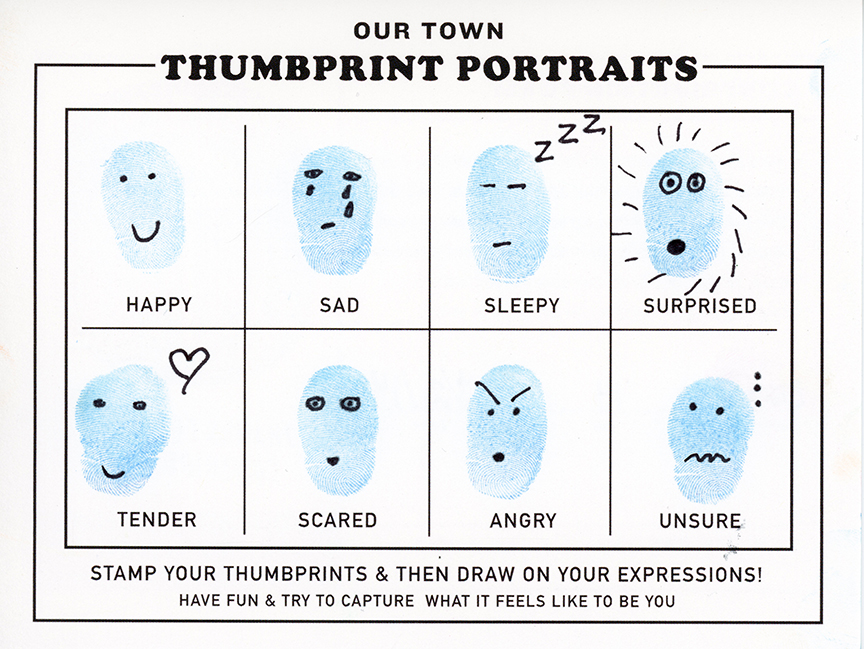 OUR TOWN
THUMBPRINT PORTRAITS
Z Z Z
HAPPY
SAD
SLEEPY
SURPRISED
TENDER
SCARED
ANGRY
UNSURE
STAMP YOUR THUMBPRINTS & THEN DRAW ON YOUR EXPRESSIONS!
HAVE FUN & TRY TO CAPTURE WHAT IT FEELS LIKE TO BE YOU